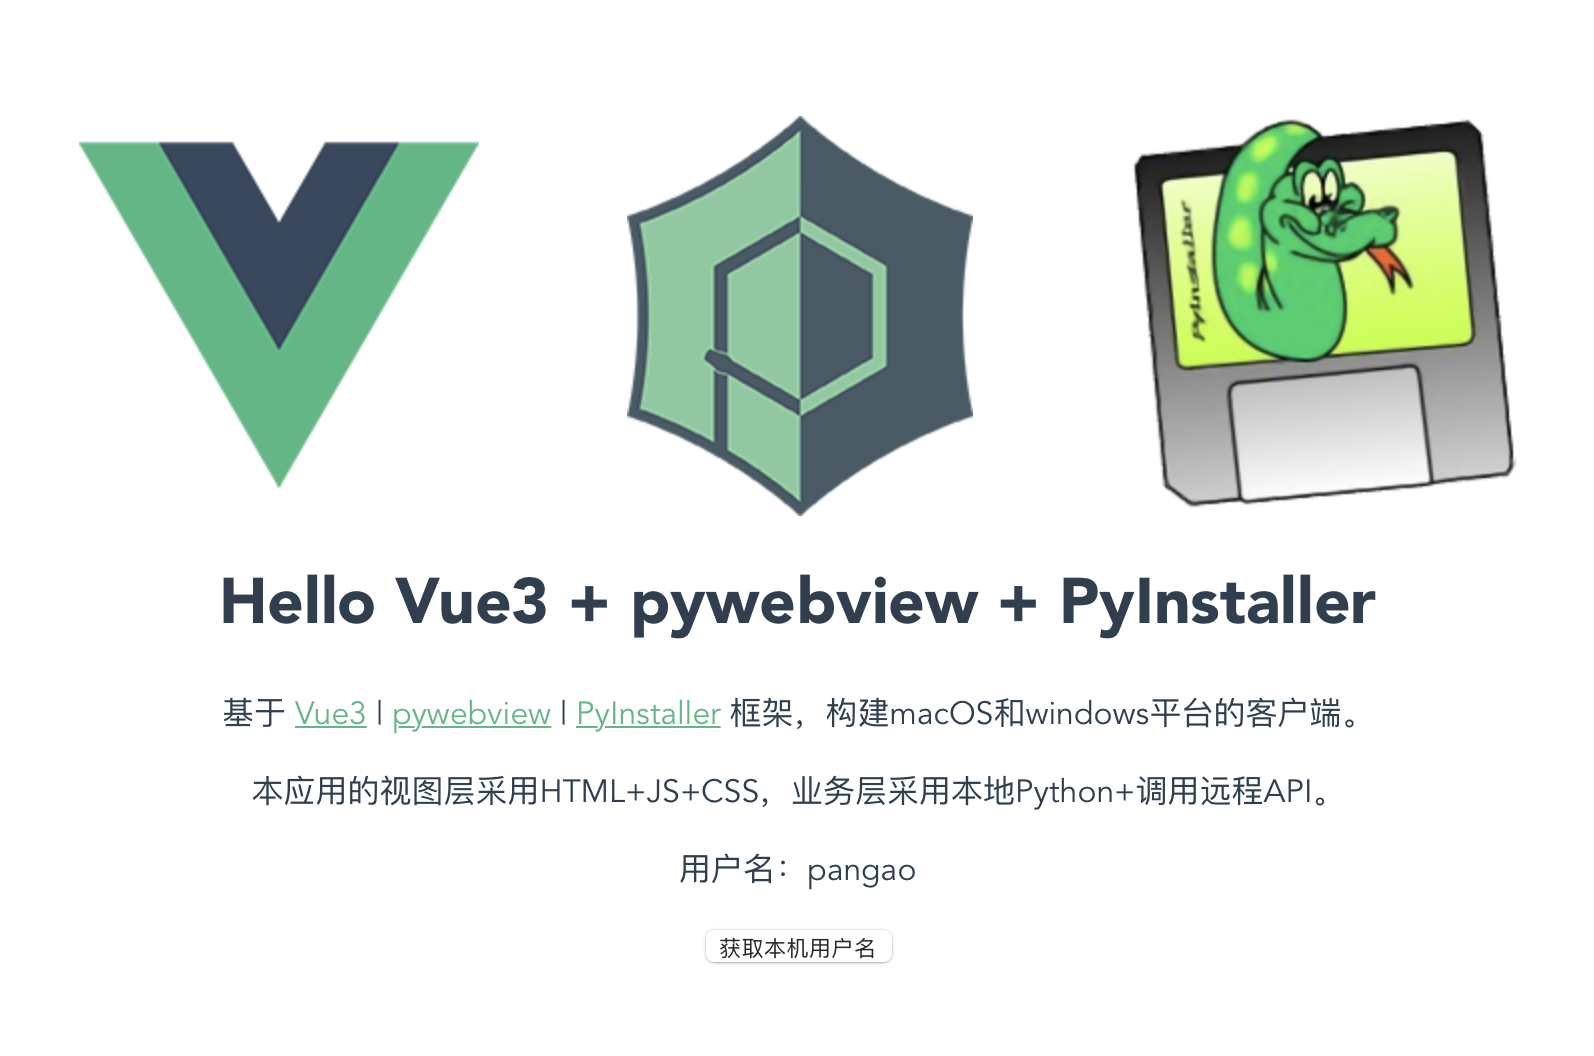 PyInstaller
Hello Vue3 + pywebview + PyInstaller
基于 Vue3 | pywebview | PyInstaller 框架，构建macOS和windows平台的客户端。
本应用的视图层采用HTML+JS+CSS，业务层采用本地Python+调用远程API。
用户名：pangao
获取本机用户名